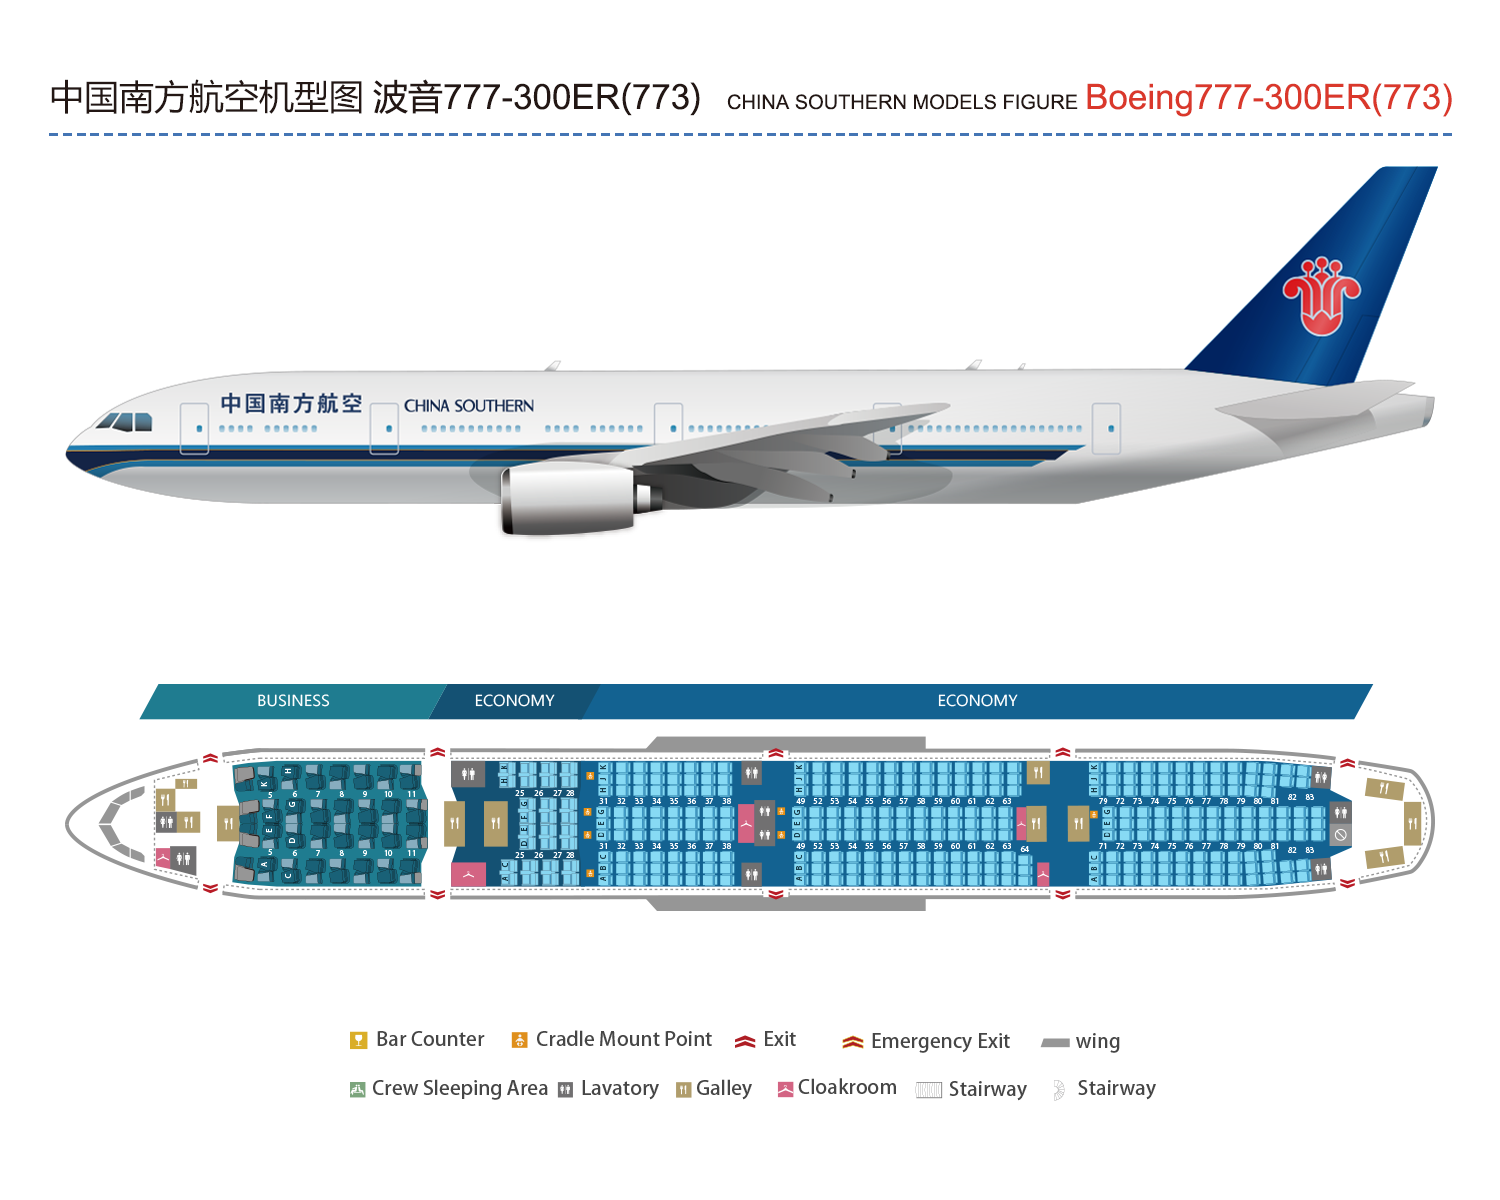 中国南方航空机型图 波音777-300ER(773) CHINA SOUTHERN MODELS FIGURE Boeing777-300ER(773)
中国南方航空 CHINA SOUTHERN
BUSINESS ECONOMY ECONOMY
K H H K H J K H J K H J K
5 6 7 8 9 10 11 25 26 27 28 31 32 33 34 35 36 37 38 49 52 53 54 55 56 57 58 59 60 61 62 63 79 72 73 74 75 76 77 78 79 80 81 82 83
E F G D D E F G D E G D E G D E G
5 6 7 8 9 10 11 25 26 27 28 31 32 33 34 35 36 37 38 49 52 53 54 55 56 57 58 59 60 61 62 63 64 71 72 73 74 75 76 77 78 79 80 81 82 83
A C A C A B C A B C A B C
Bar Counter Cradle Mount Point Exit Emergency Exit wing
Crew Sleeping Area Lavatory Galley Cloakroom Stairway Stairway